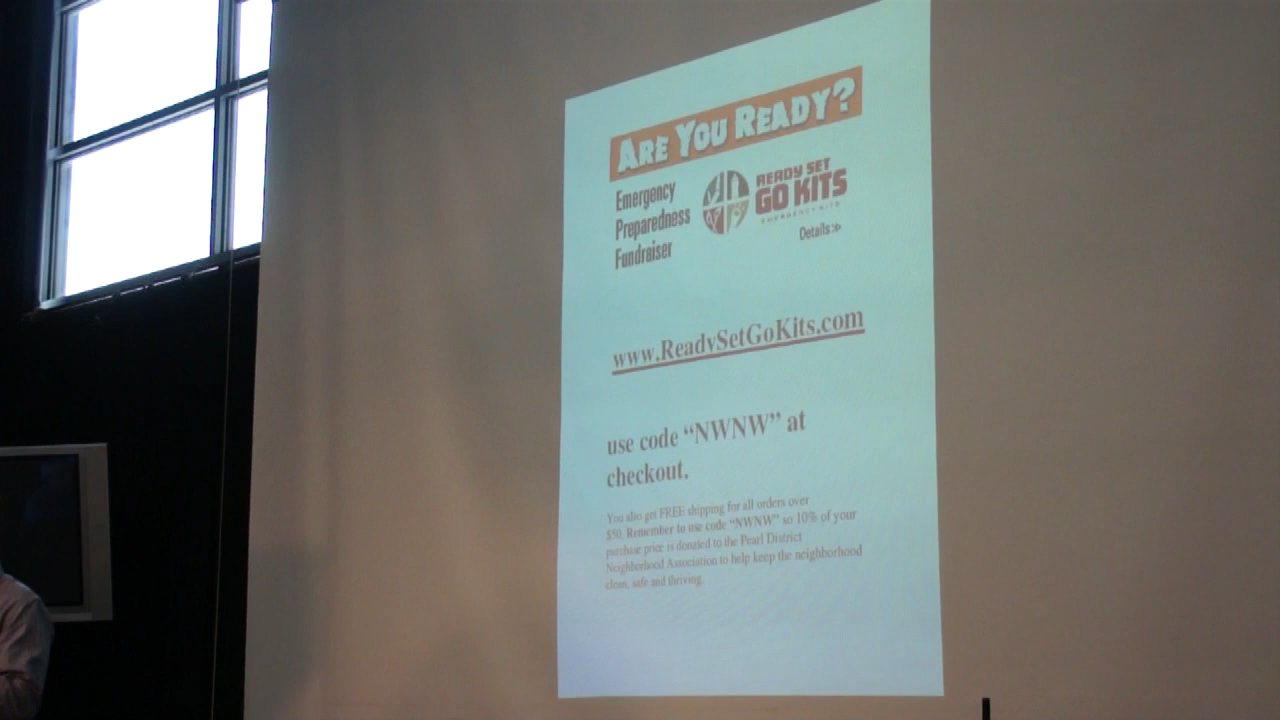 ARE YOU READY?
Emergency
Preparedness
Fundraiser
READY SET
GO KITS
EMERGENCY KITS
Details >>
www.ReadySetGoKits.com
use code “NWNW” at
checkout.
You also get FREE shipping for all orders over
$50. Remember to use code “NWNW” so 10% of your
purchase price is donated to the Pearl District
Neighborhood Association to help keep the neighborhood
clean, safe and thriving.